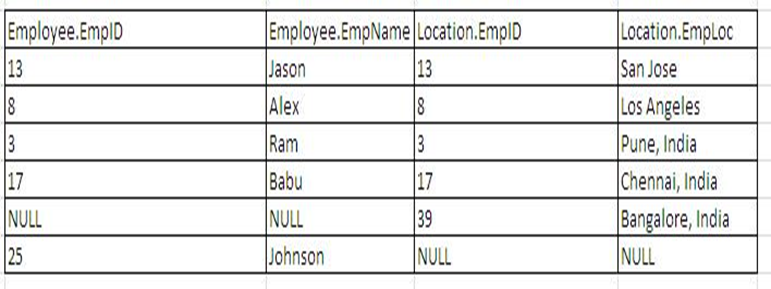 Employee.EmpID Employee.EmpName Location.EmpID Location.EmpLoc
13 Jason 13 San Jose
8 Alex 8 Los Angeles
3 Ram 3 Pune, India
17 Babu 17 Chennai, India
NULL NULL 39 Bangalore, India
25 Johnson NULL NULL